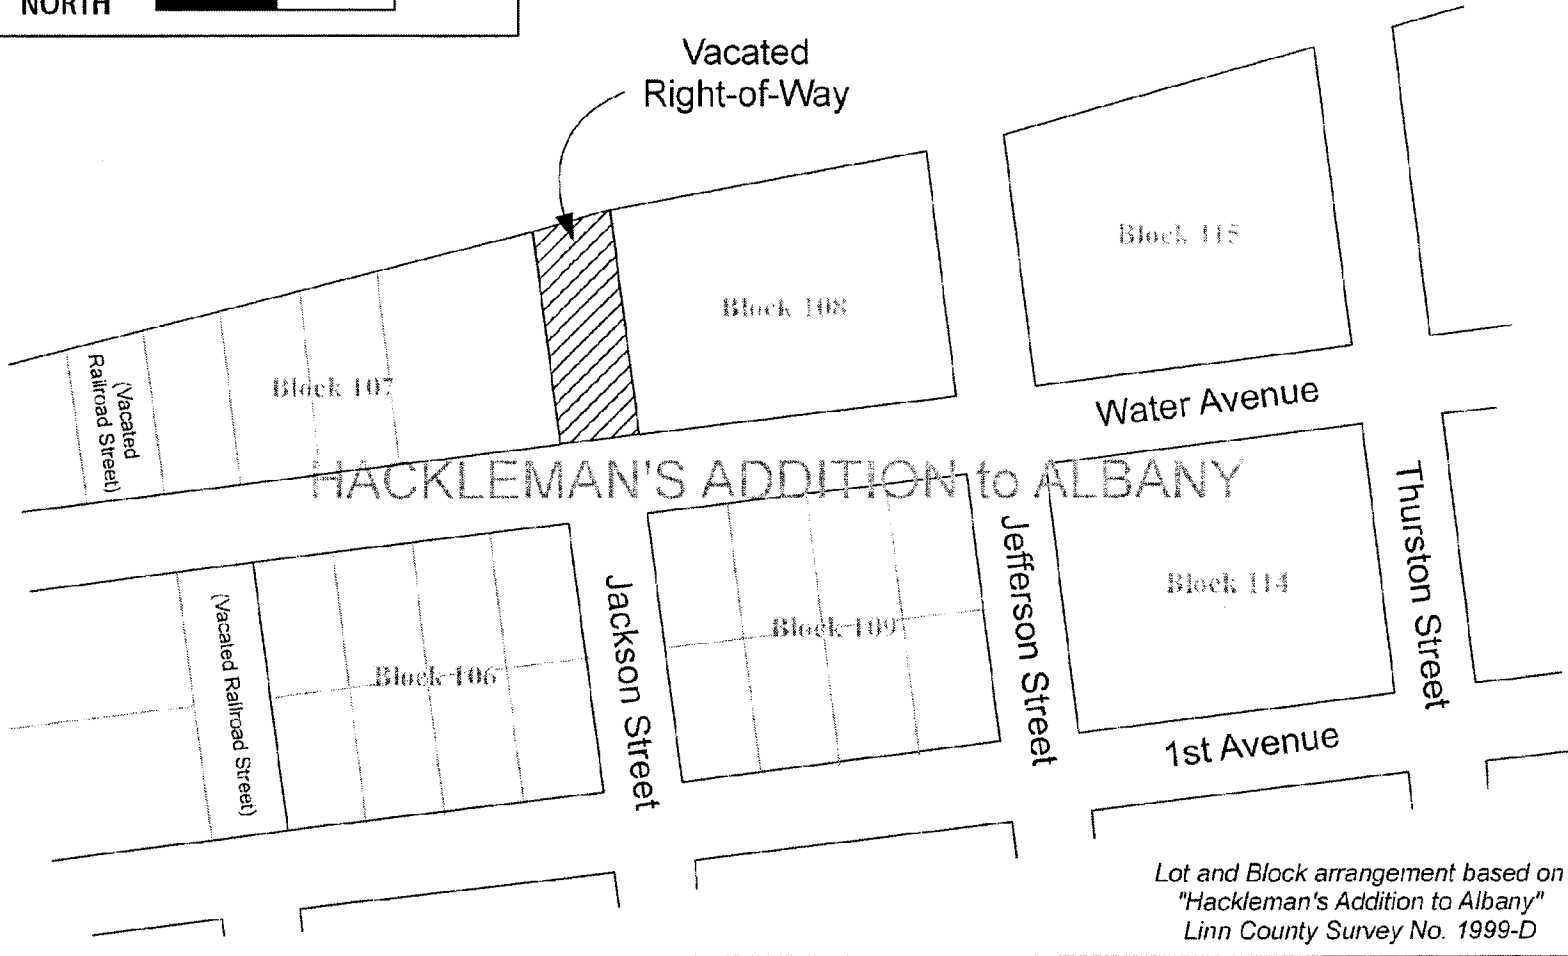 NORTH
Vacated
Right-of-Way
Block 115
Block 108
(Vacated
Railroad Street)
Block 107
Water Avenue
HACKLEMAN'S ADDITION to ALBANY
Thurston Street
Jefferson Street
Block 114
Jackson Street
(Vacated Railroad Street)
Block 109
Block 106
1st Avenue
Lot and Block arrangement based on
"Hackleman's Addition to Albany"
Linn County Survey No. 1999-D